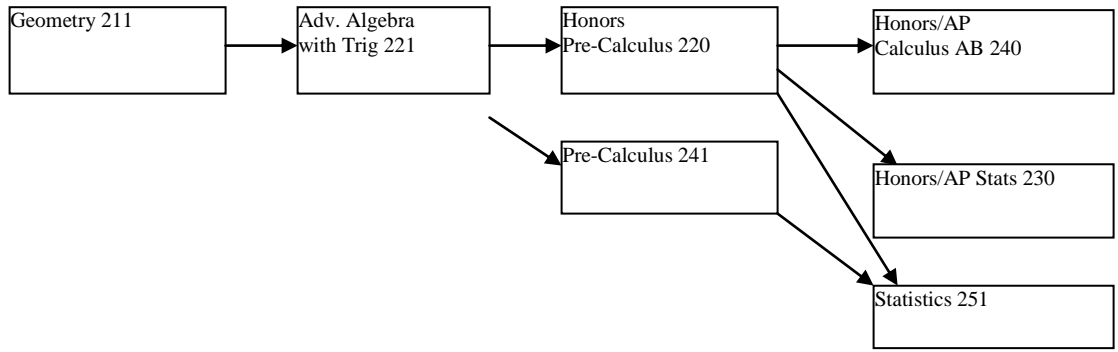 Geometry 211
Adv. Algebra
with Trig 221
Honors
Pre-Calculus 220
Honors/AP
Calculus AB 240
Pre-Calculus 241
Honors/AP Stats 230
Statistics 251